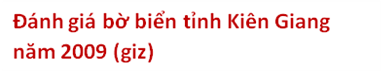 Đánh giá bờ biển tỉnh Kiên Giang
năm 2009 (giz)